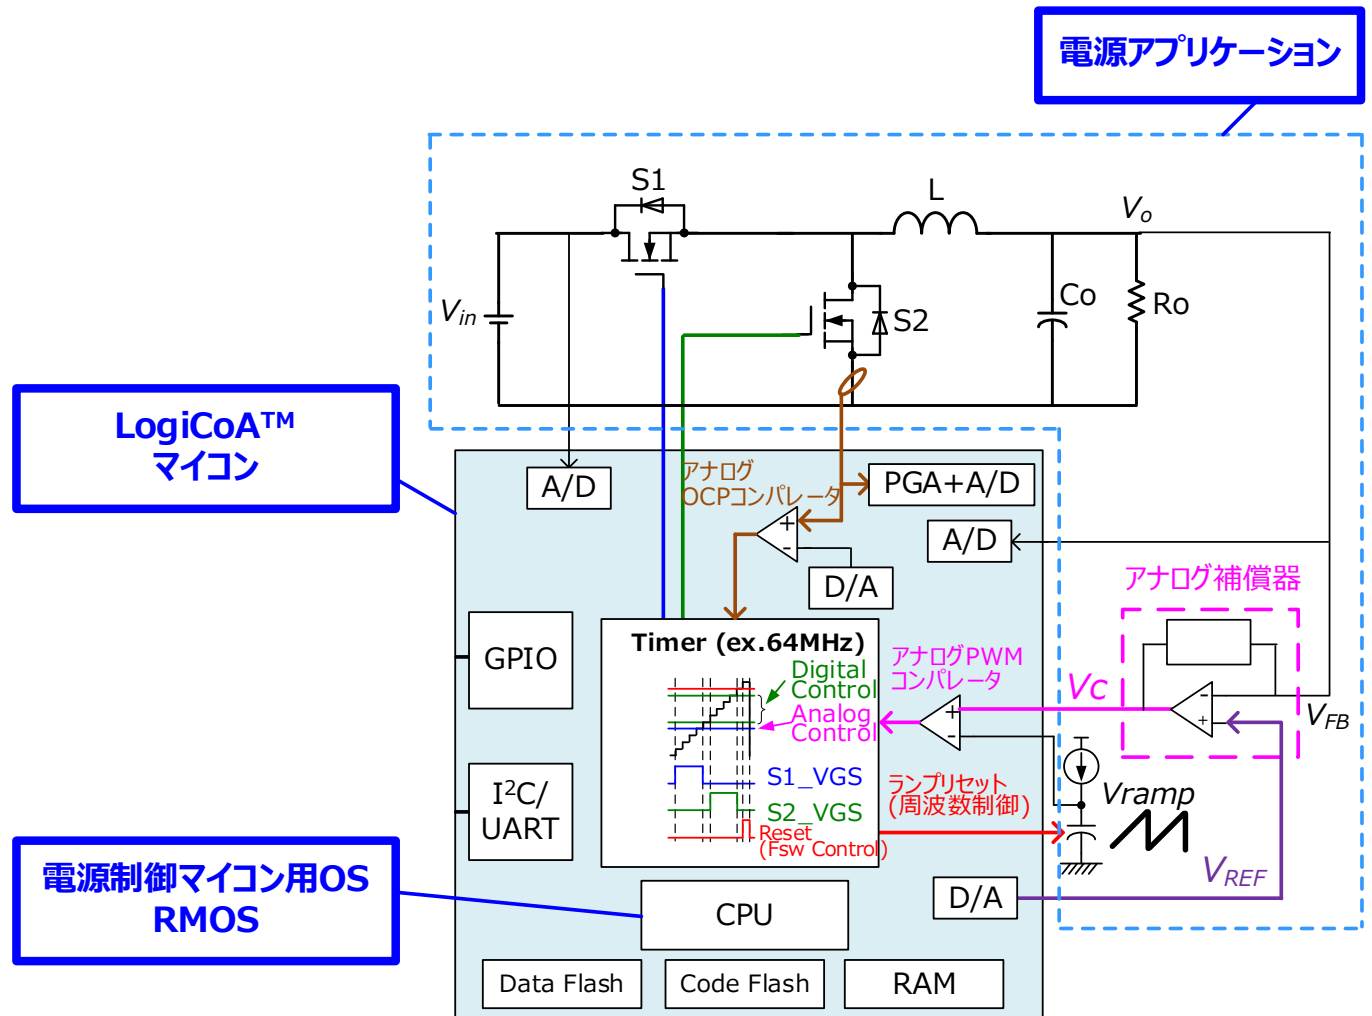 電源アプリケーション
S1
L
Vo
Vin
S2
Co
Ro
LogiCoA™
マイコン
A/D
アナログ
OCPコンパレータ
PGA+A/D
+
-
A/D
D/A
アナログ補償器
GPIO
Timer (ex.64MHz)
Digital
Control
Analog
Control
アナログPWM
コンパレータ
+
-
Vc
-
+
VFB
I²C/
UART
S1_VGS
S2_VGS
Reset
(Fsw Control)
ランプリセット
(周波数制御)
Vramp
VREF
電源制御マイコン用OS
RMOS
CPU
D/A
Data Flash
Code Flash
RAM